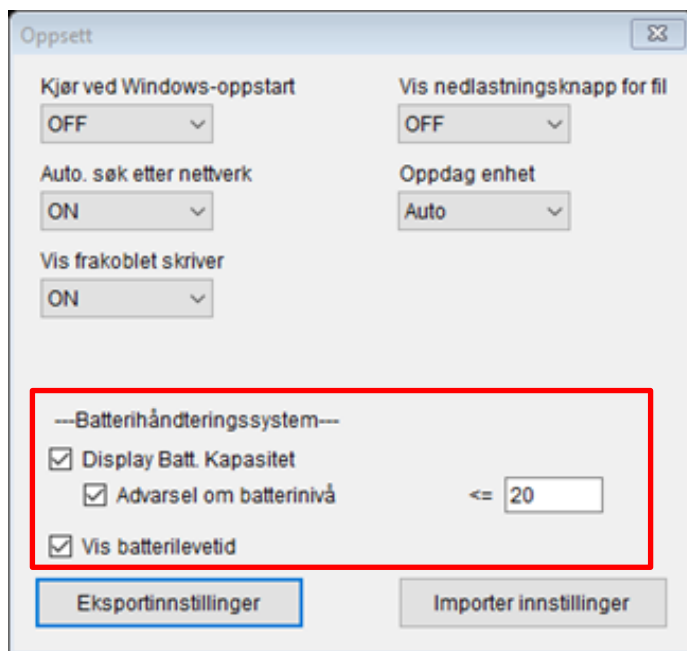 Oppsett
Kjør ved Windows-oppstart
Vis nedlastningsknapp for fil
OFF
OFF
Auto. søk etter nettverk
Oppdag enhet
ON
Auto
Vis frakoblet skriver
ON
---Batterihåndteringssystem---
Display Batt. Kapasitet
Advarsel om batterinivå <= 20
Vis batterilevetid
Eksportinnstillinger
Importer innstillinger